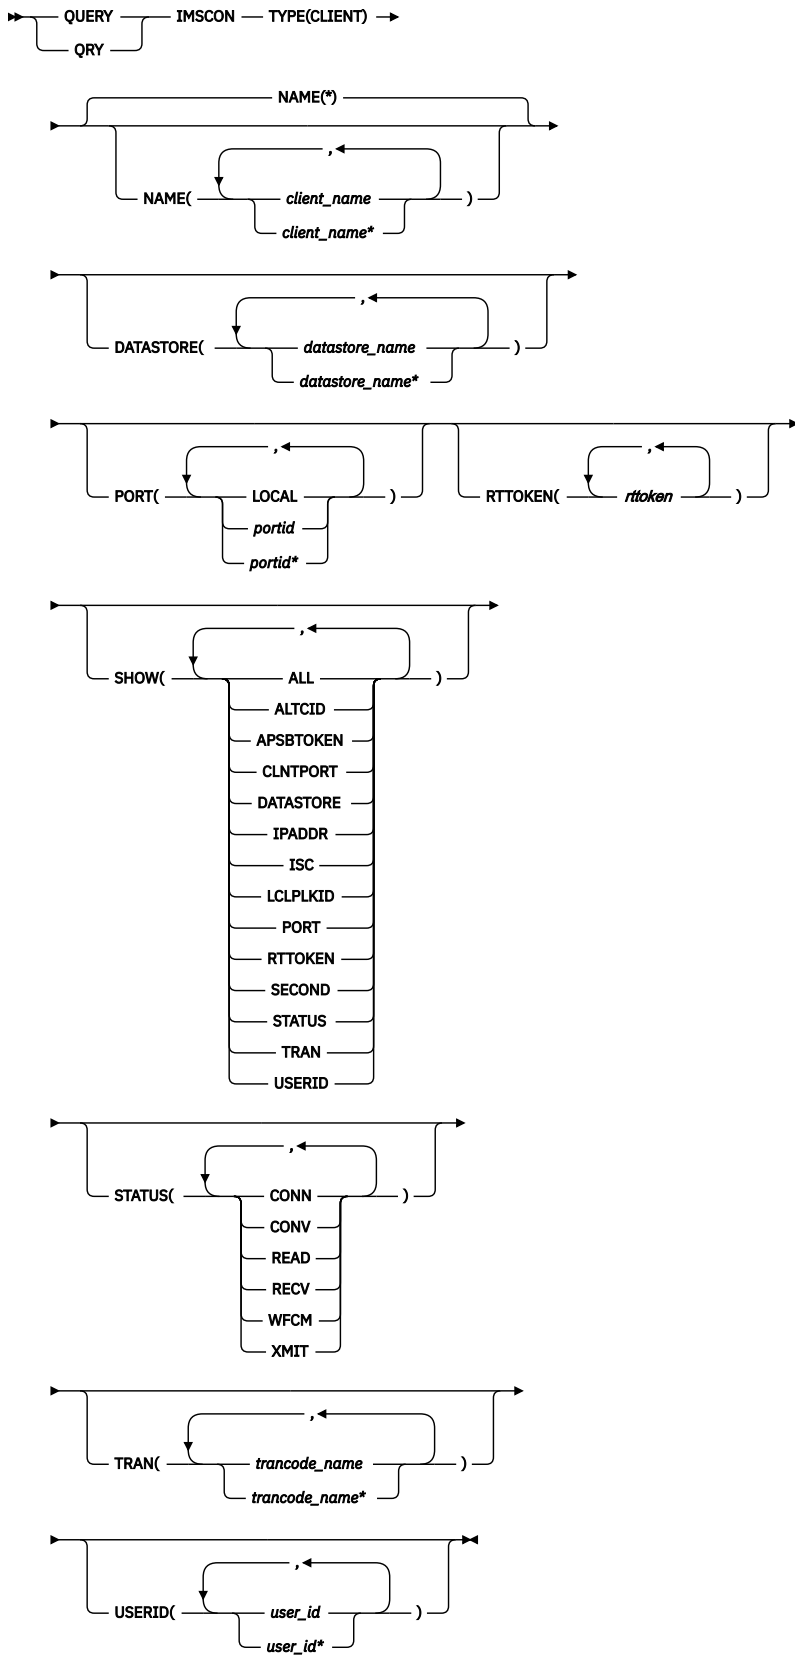 QUERY IMSCON TYPE(CLIENT)
QRY
NAME(*)
,
NAME( client_name )
client_name*
,
DATASTORE( datastore_name )
datastore_name*
, ,
PORT( LOCAL ) RTTOKEN( rttoken )
portid
portid*
,
SHOW( ALL )
ALTCID
APSBTOKEN
CLNTPORT
DATASTORE
IPADDR
ISC
LCLPLKID
PORT
RTTOKEN
SECOND
STATUS
TRAN
USERID
,
STATUS( CONN )
CONV
READ
RECV
WFCM
XMIT
,
TRAN( trancode_name )
trancode_name*
,
USERID( user_id )
user_id*